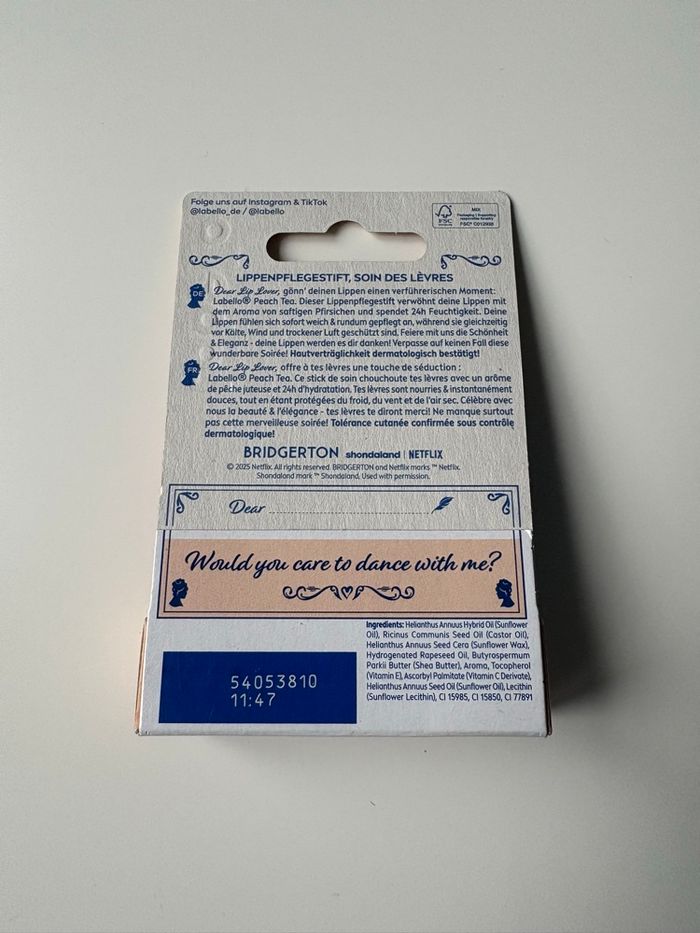 Folge uns auf Instagram & TikTok
@labello_de / @labello
FSC
MIX
Packaging | Supporting
responsible forestry
FSC® C012938
LIPPENPFLEGESTIFT, SOIN DES LÈVRES
DE
Dear Lip Lover, gönn' deinen Lippen einen verführerischen Moment:
Labello® Peach Tea. Dieser Lippenpflegestift verwöhnt deine Lippen mit
dem Aroma von saftigen Pfirsichen und spendet 24h Feuchtigkeit. Deine
Lippen fühlen sich sofort weich & rundum gepflegt an, während sie gleichzeitig
vor Kälte, Wind und trockener Luft geschützt sind. Feiere mit uns die Schönheit
& Eleganz - deine Lippen werden es dir danken! Verpasse auf keinen Fall diese
wunderbare Soirée! Hautverträglichkeit dermatologisch bestätigt!
FR
Dear Lip Lover, offre à tes lèvres une touche de séduction :
Labello® Peach Tea. Ce stick de soin chouchoute tes lèvres avec un arôme
de pêche juteuse et 24h d'hydratation. Tes lèvres sont nourries & instantanément
douces, tout en étant protégées du froid, du vent et de l'air sec. Célèbre avec
nous la beauté & l'élégance - tes lèvres te diront merci! Ne manque surtout
pas cette merveilleuse soirée! Tolérance cutanée confirmée sous contrôle
dermatologique!
BRIDGERTON shondaland | NETFLIX
© 2025 Netflix. All rights reserved. BRIDGERTON and Netflix marks ™ Netflix.
Shondaland mark ™ Shondaland. Used with permission.
Dear
Would you care to dance with me?
Ingredients: Helianthus Annuus Hybrid Oil (Sunflower
Oil), Ricinus Communis Seed Oil (Castor Oil),
Helianthus Annuus Seed Cera (Sunflower Wax),
Hydrogenated Rapeseed Oil, Butyrospermum
Parkii Butter (Shea Butter), Aroma, Tocopherol
(Vitamin E), Ascorbyl Palmitate (Vitamin C Derivate),
Helianthus Annuus Seed Oil (Sunflower Oil), Lecithin
(Sunflower Lecithin), CI 15985, CI 15850, CI 77891
54053810
11:47